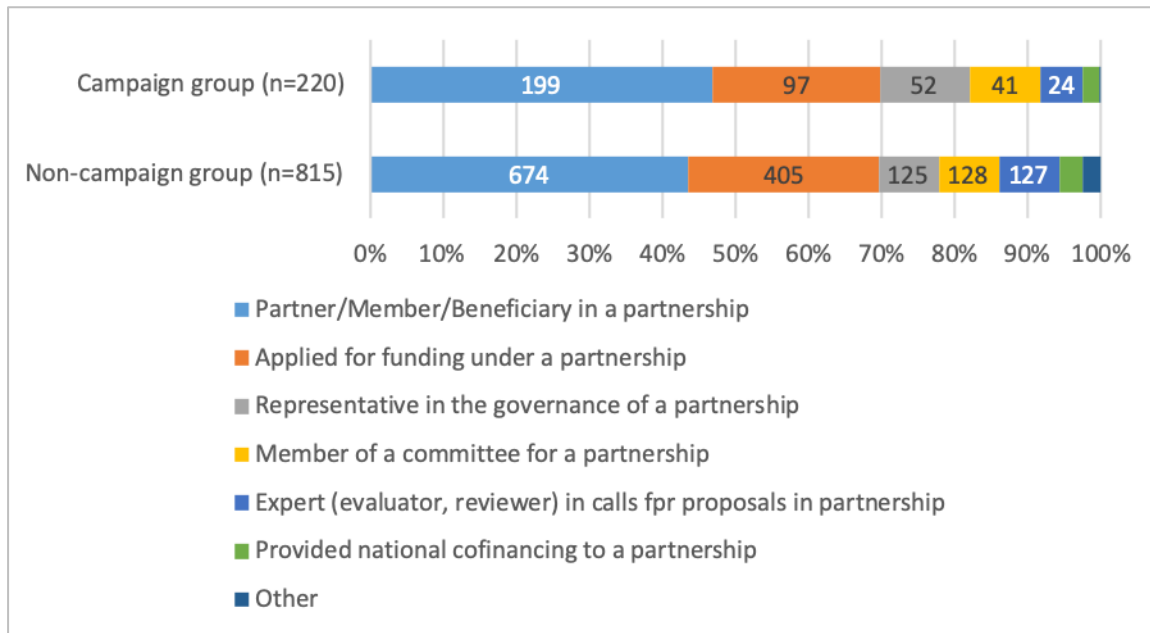 Campaign group (n=220)
199 97 52 41 24
Non-campaign group (n=815)
674 405 125 128 127
0% 10% 20% 30% 40% 50% 60% 70% 80% 90% 100%
Partner/Member/Beneficiary in a partnership
Applied for funding under a partnership
Representative in the governance of a partnership
Member of a committee for a partnership
Expert (evaluator, reviewer) in calls fpr proposals in partnership
Provided national cofinancing to a partnership
Other